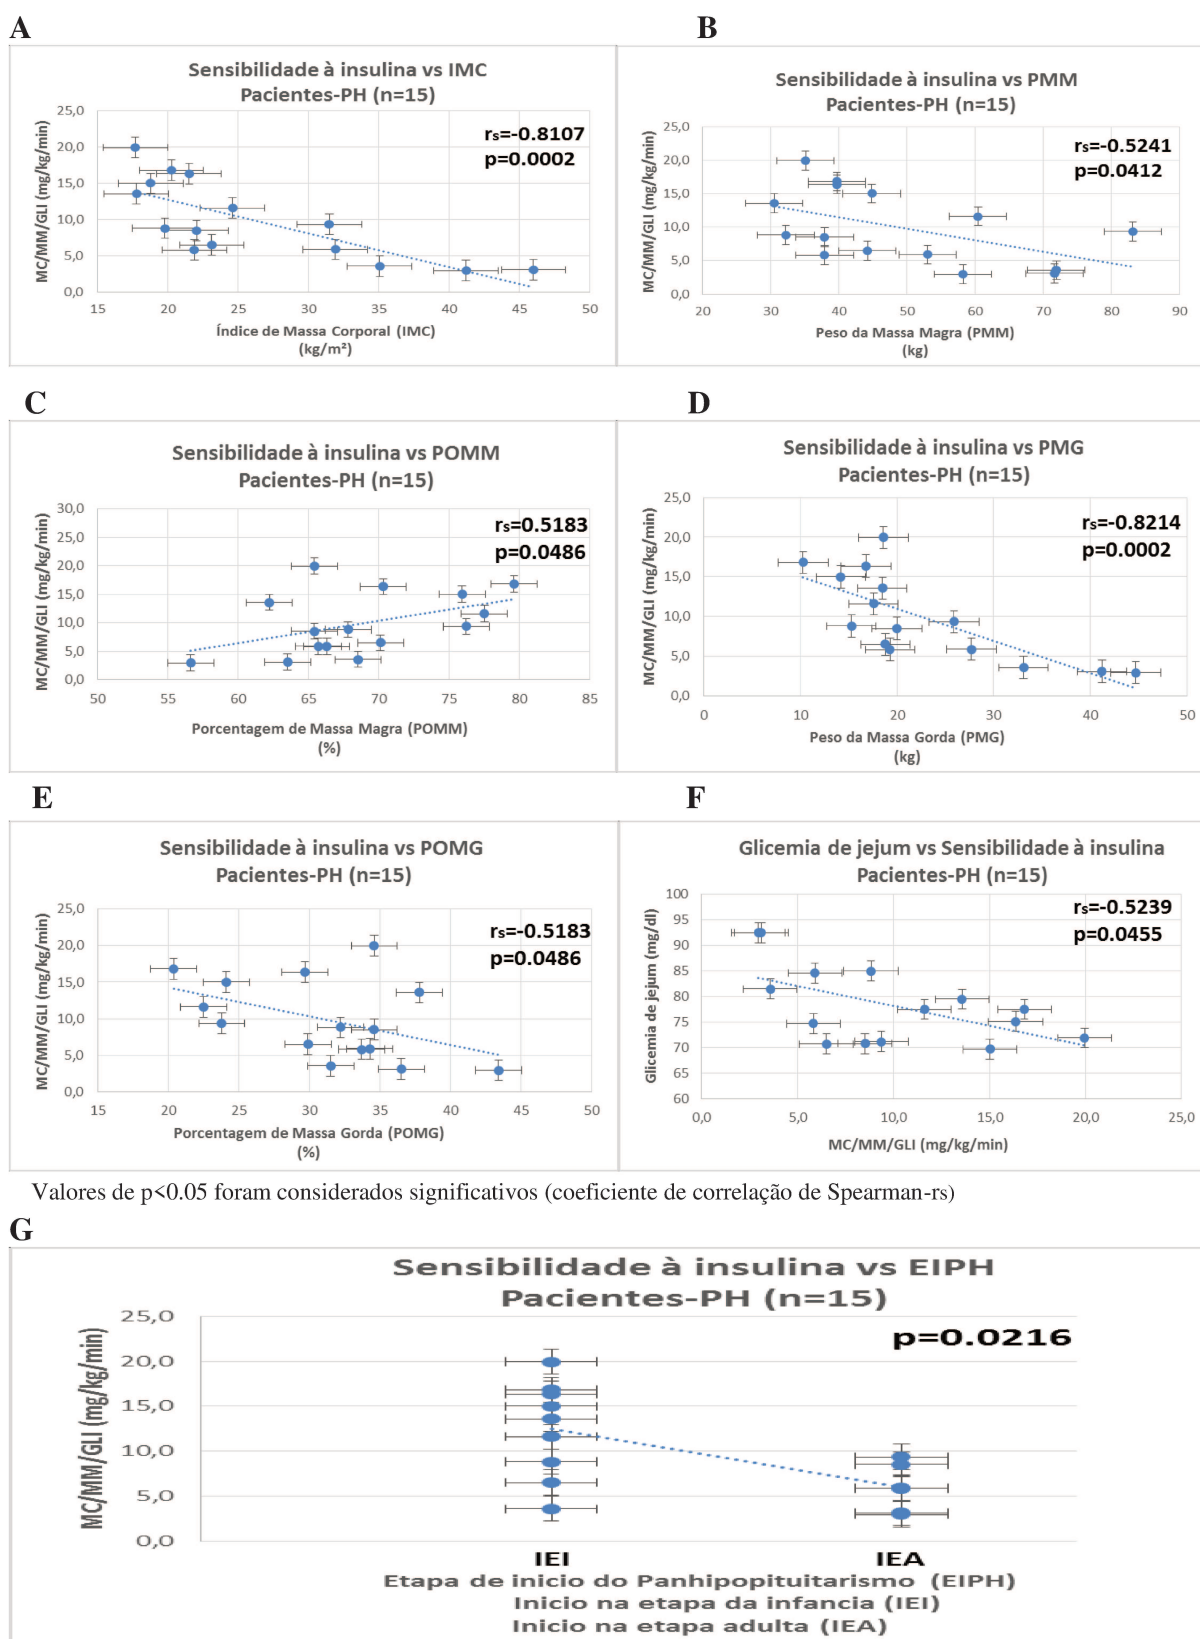 A
Sensibilidade à insulina vs IMC
Pacientes-PH (n=15)
MC/MM/GLI (mg/kg/min)
25,0
20,0
15,0
10,0
5,0
0,0
rs=-0.8107
p=0.0002
15 20 25 30 35 40 45 50
Índice de Massa Corporal (IMC)
(kg/m²)
B
Sensibilidade à insulina vs PMM
Pacientes-PH (n=15)
MC/MM/GLI (mg/kg/min)
25,0
20,0
15,0
10,0
5,0
0,0
rs=-0.5241
p=0.0412
20 30 40 50 60 70 80 90
Peso da Massa Magra (PMM)
(kg)
C
Sensibilidade à insulina vs POMM
Pacientes-PH (n=15)
MC/MM/GLI (mg/kg/min)
30,0
25,0
20,0
15,0
10,0
5,0
0,0
rs=0.5183
p=0.0486
50 55 60 65 70 75 80 85
Porcentagem de Massa Magra (POMM)
(%)
D
Sensibilidade à insulina vs PMG
Pacientes-PH (n=15)
MC/MM/GLI (mg/kg/min)
25,0
20,0
15,0
10,0
5,0
0,0
rs=-0.8214
p=0.0002
0 10 20 30 40 50
Peso da Massa Gorda (PMG)
(kg)
E
Sensibilidade à insulina vs POMG
Pacientes-PH (n=15)
MC/MM/GLI (mg/kg/min)
25,0
20,0
15,0
10,0
5,0
0,0
rs=-0.5183
p=0.0486
15 20 25 30 35 40 45 50
Porcentagem de Massa Gorda (POMG)
(%)
F
Glicemia de jejum vs Sensibilidade à insulina
Pacientes-PH (n=15)
Glicemia de jejum (mg/dl)
100
95
90
85
80
75
70
65
60
rs=-0.5239
p=0.0455
0,0 5,0 10,0 15,0 20,0 25,0
MC/MM/GLI (mg/kg/min)
Valores de p<0.05 foram considerados significativos (coeficiente de correlação de Spearman-rs)
G
Sensibilidade à insulina vs EIPH
Pacientes-PH (n=15)
MC/MM/GLI (mg/kg/min)
25,0
20,0
15,0
10,0
5,0
0,0
p=0.0216
IEI IEA
Etapa de inicio do Panhipopituitarismo (EIPH)
Inicio na etapa da infancia (IEI)
Inicio na etapa adulta (IEA)